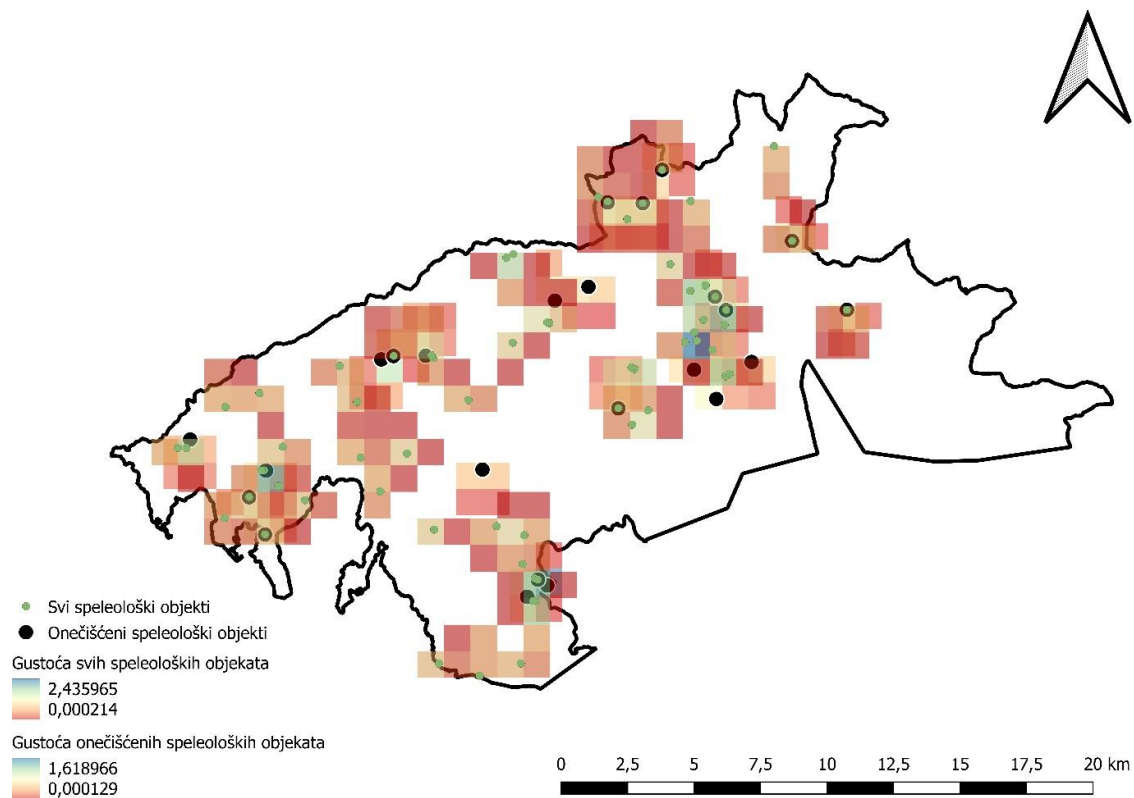 Svi speleološki objekti
Onečišćeni speleološki objekti
Gustoća svih speleoloških objekata
2,435965
0,000214
Gustoća onečišćenih speleoloških objekata
1,618966
0,000129
0 2,5 5 7,5 10 12,5 15 17,5 20 km